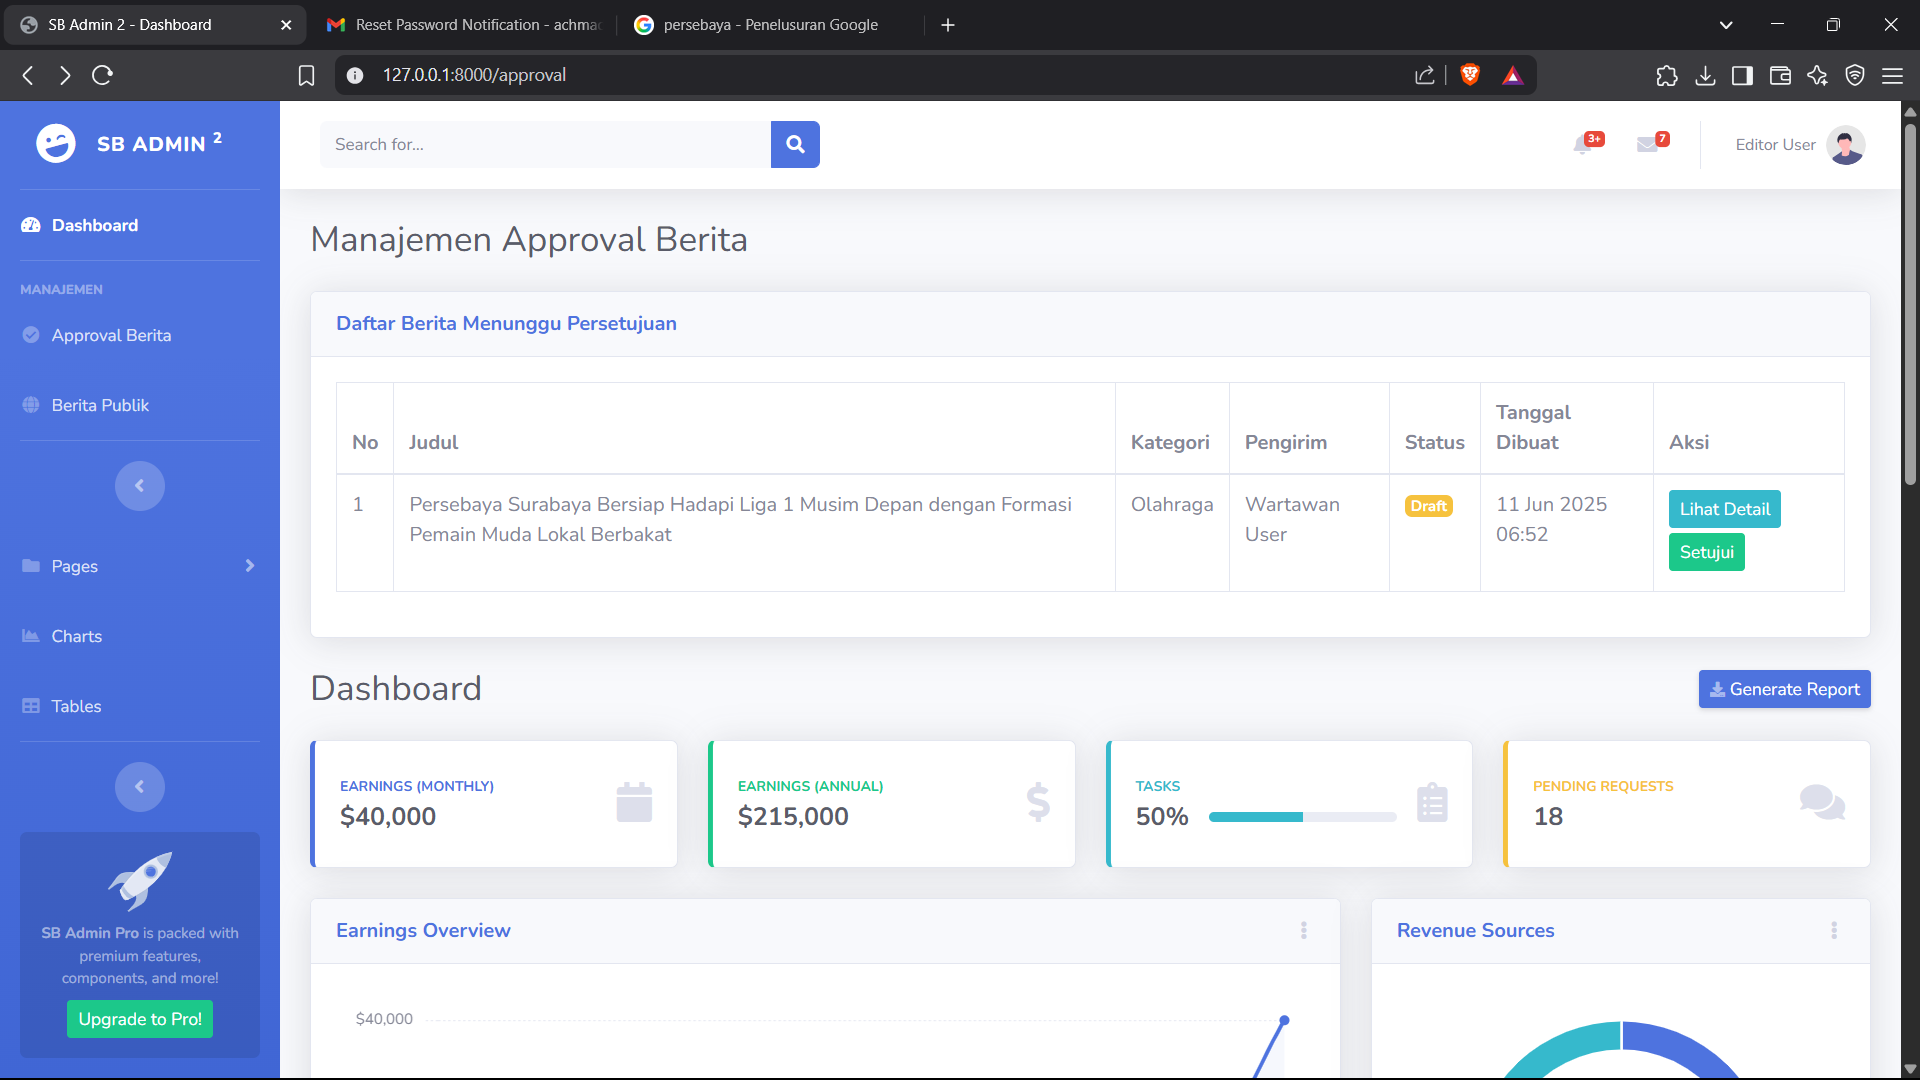 SB Admin 2 - Dashboard
Reset Password Notification - achmad
persebaya - Penelusuran Google
127.0.0.1:8000/approval
SB ADMIN 2
Search for...
3+
7
Editor User
Dashboard
MANAJEMEN
Approval Berita
Berita Publik
Pages
Charts
Tables
SB Admin Pro is packed with
premium features,
components, and more!
Upgrade to Pro!
Manajemen Approval Berita
Daftar Berita Menunggu Persetujuan
No Judul Kategori Pengirim Status Tanggal Dibuat Aksi
1 Persebaya Surabaya Bersiap Hadapi Liga 1 Musim Depan dengan Formasi Olahraga Wartawan Draft 11 Jun 2025 Lihat Detail
Pemain Muda Lokal Berbakat User 06:52 Setujui
Dashboard
Generate Report
EARNINGS (MONTHLY)
$40,000
EARNINGS (ANNUAL)
$215,000
TASKS
50%
PENDING REQUESTS
18
Earnings Overview
$40,000
Revenue Sources